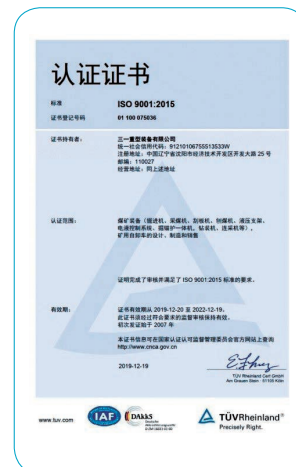 认证证书
标准 ISO 9001:2015
证书登记号码 01 100 075036
证书持有者: 三一重型装备有限公司
统一社会信用代码: 91210106755513533W
注册地址: 中国辽宁省沈阳市经济技术开发区开发大路 25 号
邮编: 110027
经营地址: 同上述地址
认证范围: 煤矿装备(掘进机、采煤机、刮板机、刨煤机、液压支架、
电液控制系统、掘锚护一体机、钻装机、连采机等),
矿用自卸车的设计、制造和销售
证明完成了审核并满足了 ISO 9001:2015 标准的要求。
有效期: 证书有效期从 2019-12-20 至 2022-12-19。
此证书须经过符合要求的监督审核保持有效。
初次发证始于 2007 年
本证书信息可在国家认证认可监督管理委员会官方网站上查询
http://www.cnca.gov.cn
2019-12-19
TÜV Rheinland Cert GmbH
Am Grauen Stein · 51105 Köln
www.tuv.com
IAF
DAkkS
Deutsche
Akkreditierungsstelle
TÜVRheinland®
Precisely Right.